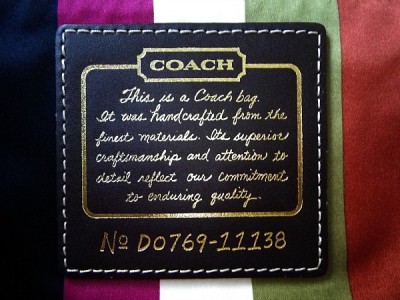 COACH
This is a Coach bag.
It was handcrafted from the
finest materials. Its superior
craftsmanship and attention to
detail reflect our commitment
to enduring quality.
No D0769-11138